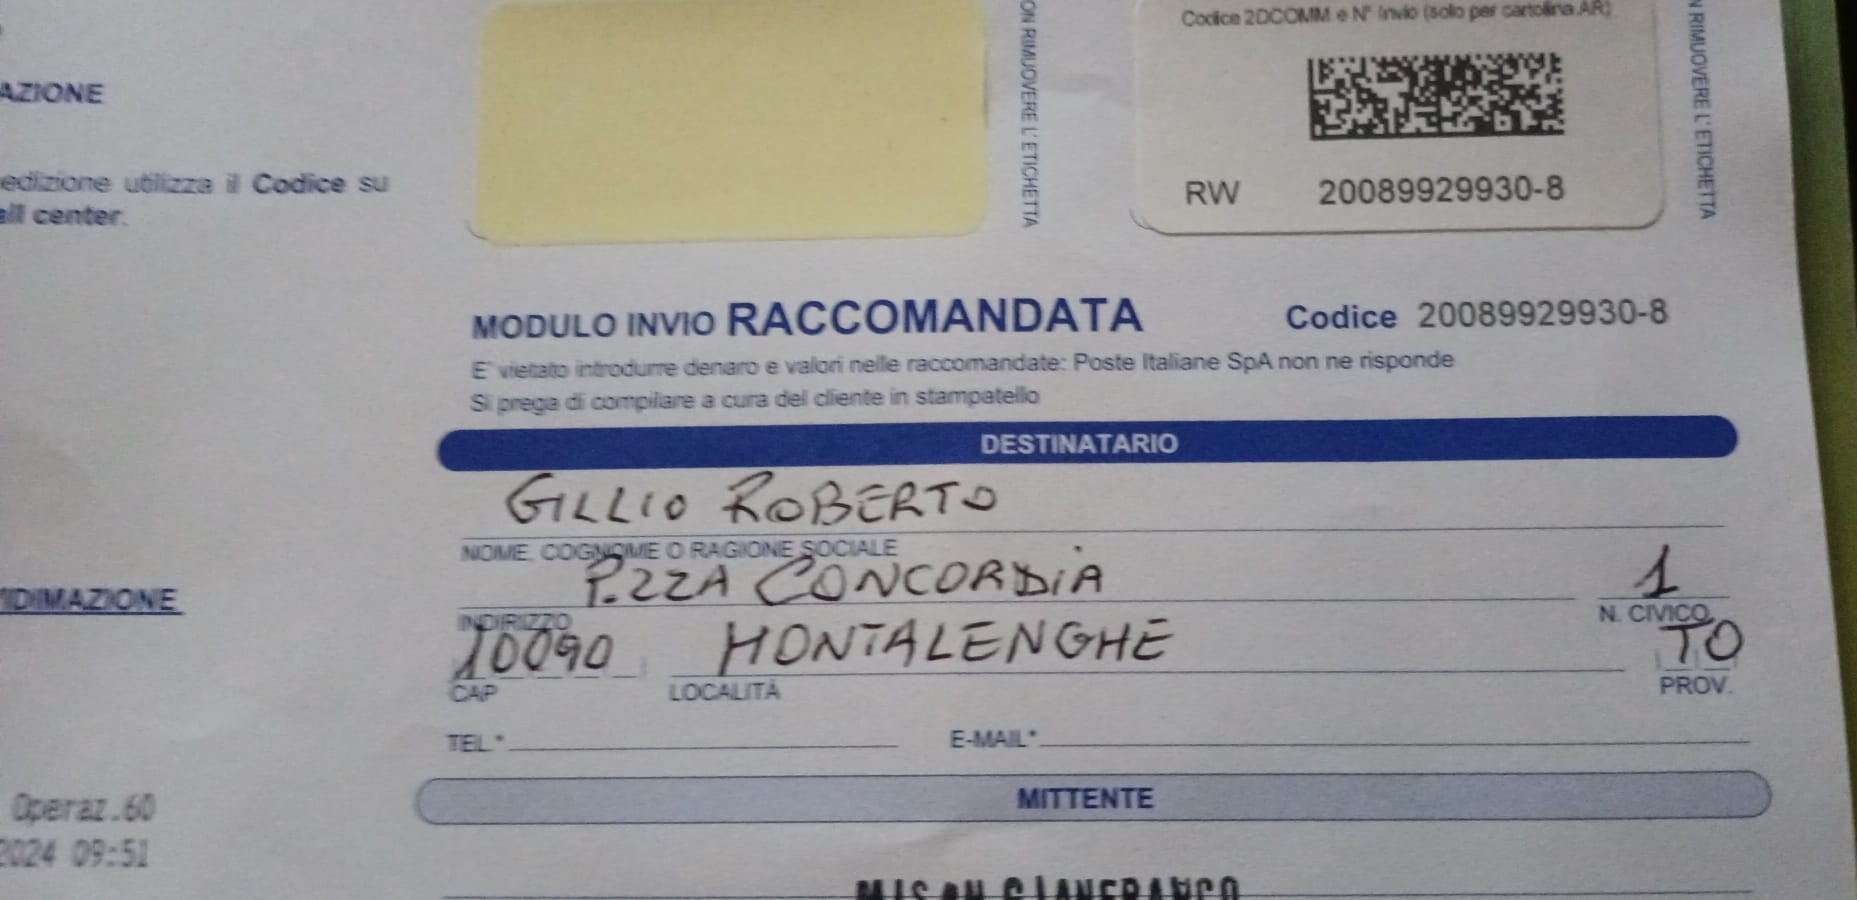 Codice 2DCOMM e N° Invio (solo per cartolina AR)
ON RIMUOVERE L'ETICHETTA
N RIMUOVERE L'ETICHETTA
RW 20089929930-8
AZIONE
edizione utilizza il Codice su
all center.
MODULO INVIO RACCOMANDATA Codice 20089929930-8
E' vietato introdurre denaro e valori nelle raccomandate: Poste Italiane SpA non ne risponde
Si prega di compilare a cura del cliente in stampatello
DESTINATARIO
GILLIO ROBERTO
NOME, COGNOME O RAGIONE SOCIALE
P.ZZA CONCORDIA 1
INDIRIZZO N. CIVICO
10090 MONTALENGHE TO
CAP LOCALITÀ PROV.
TEL.* E-MAIL*
IDIMAZIONE
MITTENTE
Operaz.60
2024 09:51
GIANFRANCO